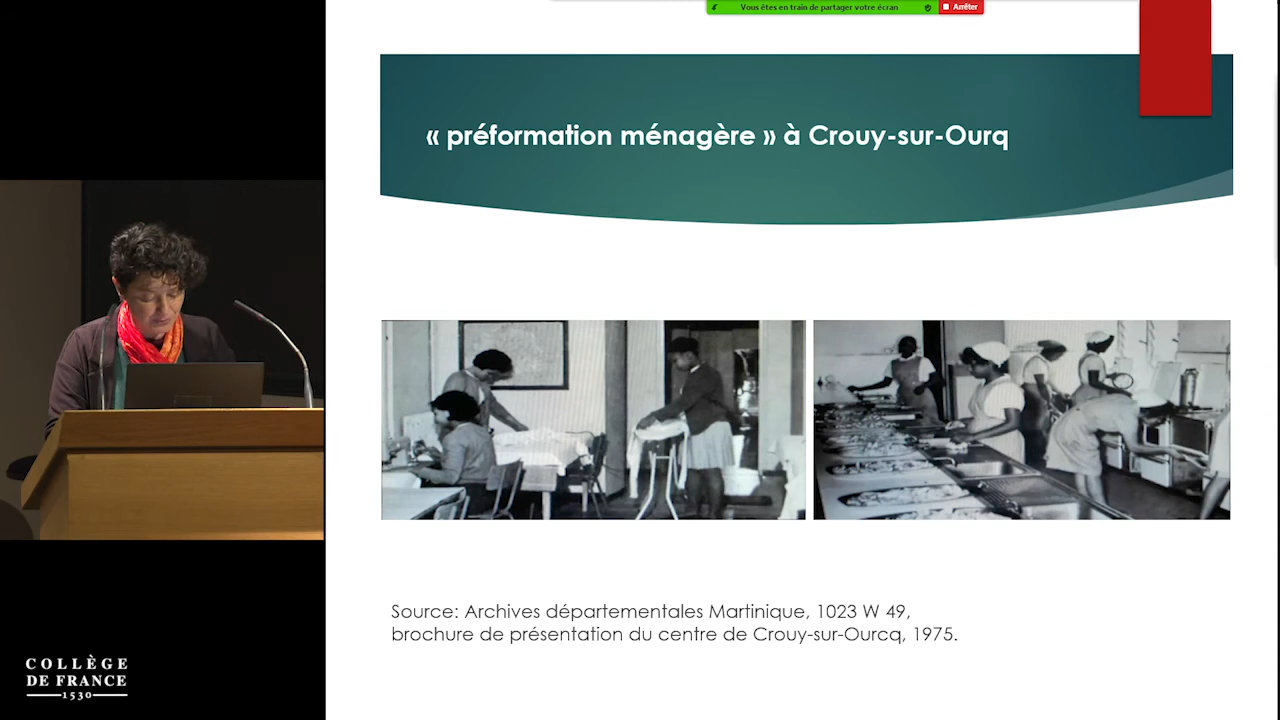 Vous êtes en train de partager votre écran
Arrêter
« préformation ménagère » à Crouy-sur-Ourq
Source: Archives départementales Martinique, 1023 W 49,
brochure de présentation du centre de Crouy-sur-Ourcq, 1975.
COLLÈGE
DE FRANCE
1530